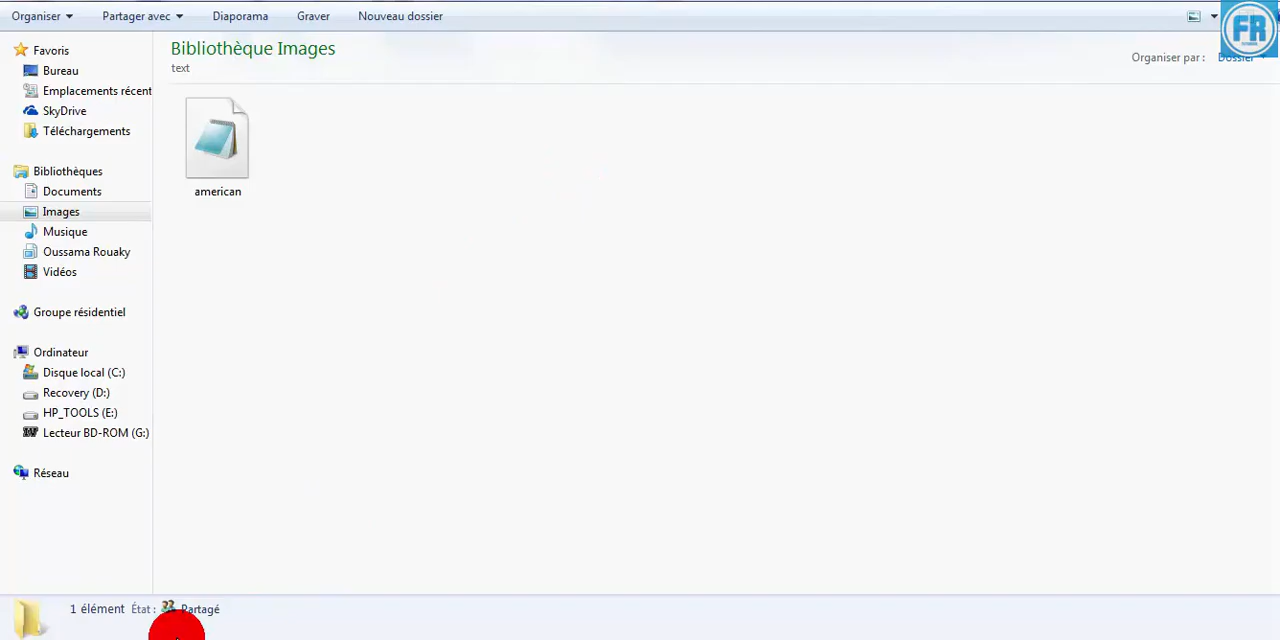 Organiser
Partager avec
Diaporama
Graver
Nouveau dossier
FR
Bibliothèque Images
text
Organiser par :
Dossier
Favoris
Bureau
Emplacements récent
SkyDrive
Téléchargements
Bibliothèques
Documents
Images
Musique
Oussama Rouaky
Vidéos
Groupe résidentiel
Ordinateur
Disque local (C:)
Recovery (D:)
HP_TOOLS (E:)
Lecteur BD-ROM (G:)
Réseau
american
1 élément État : Partagé